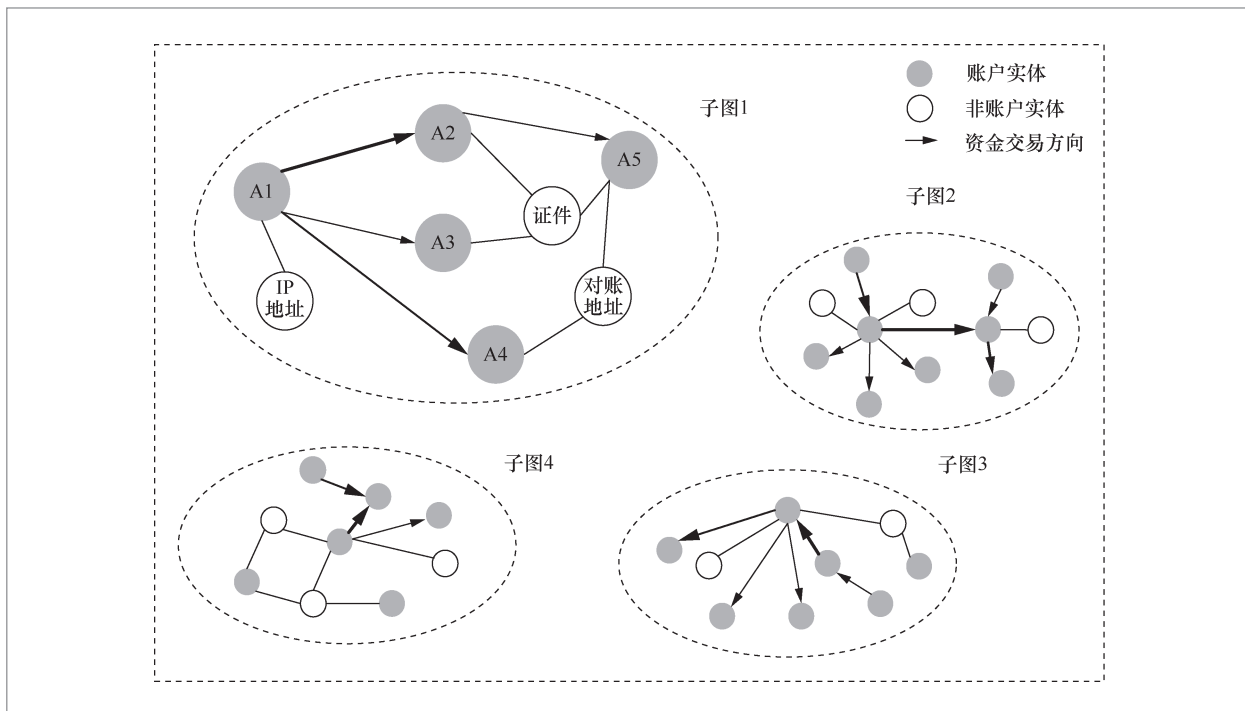 账户实体
非账户实体
资金交易方向
子图1
A1
A2
A3
A4
A5
证件
IP
地址
对账
地址
子图2
子图4
子图3